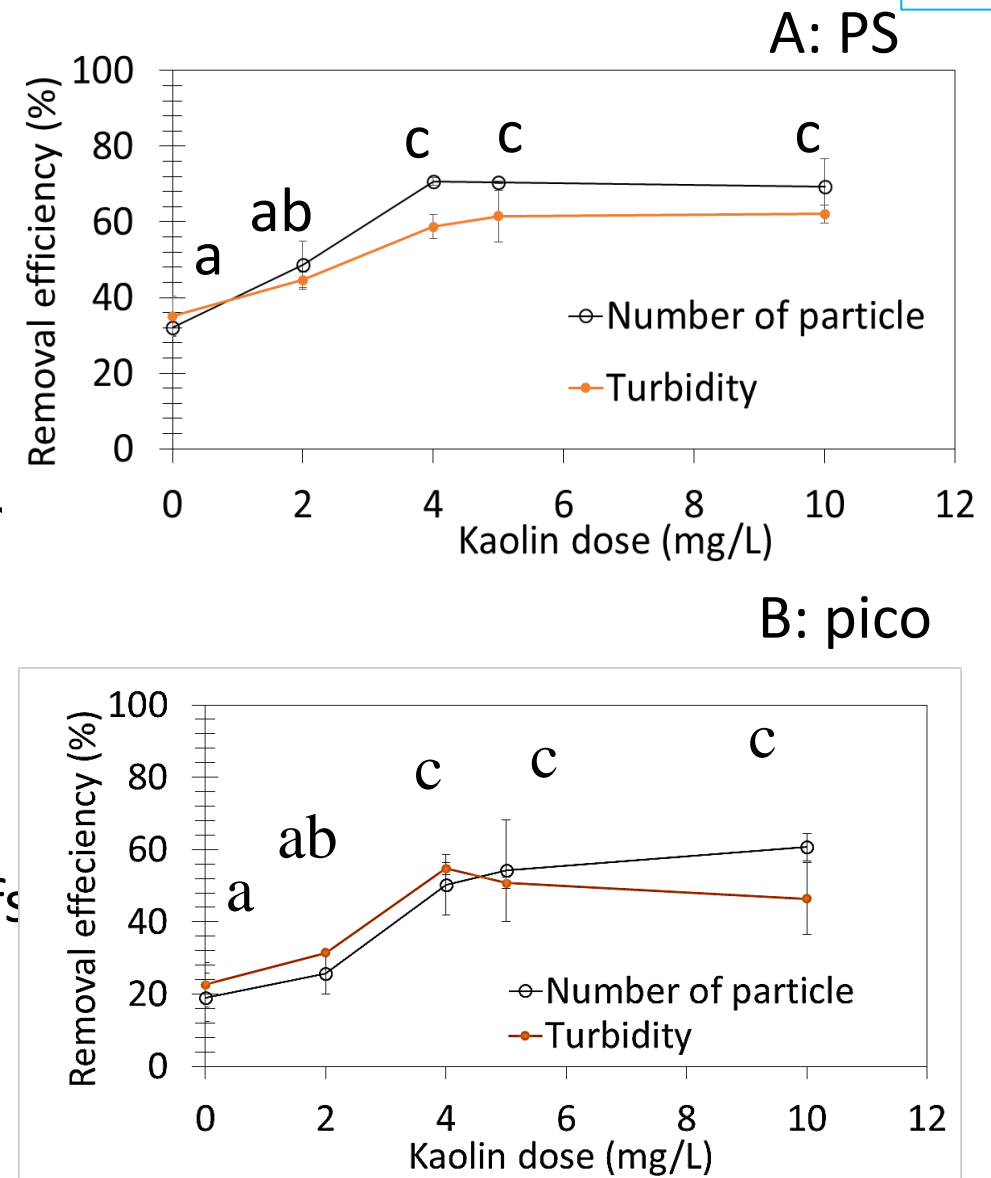 A: PS
Removal efficiency (%)
100
80
60
40
20
0
a
ab
c
c
c
Number of particle
Turbidity
0 2 4 6 8 10 12
Kaolin dose (mg/L)
B: pico
Removal effeciency (%)
100
80
60
40
20
0
a
ab
c
c
c
Number of particle
Turbidity
0 2 4 6 8 10 12
Kaolin dose (mg/L)